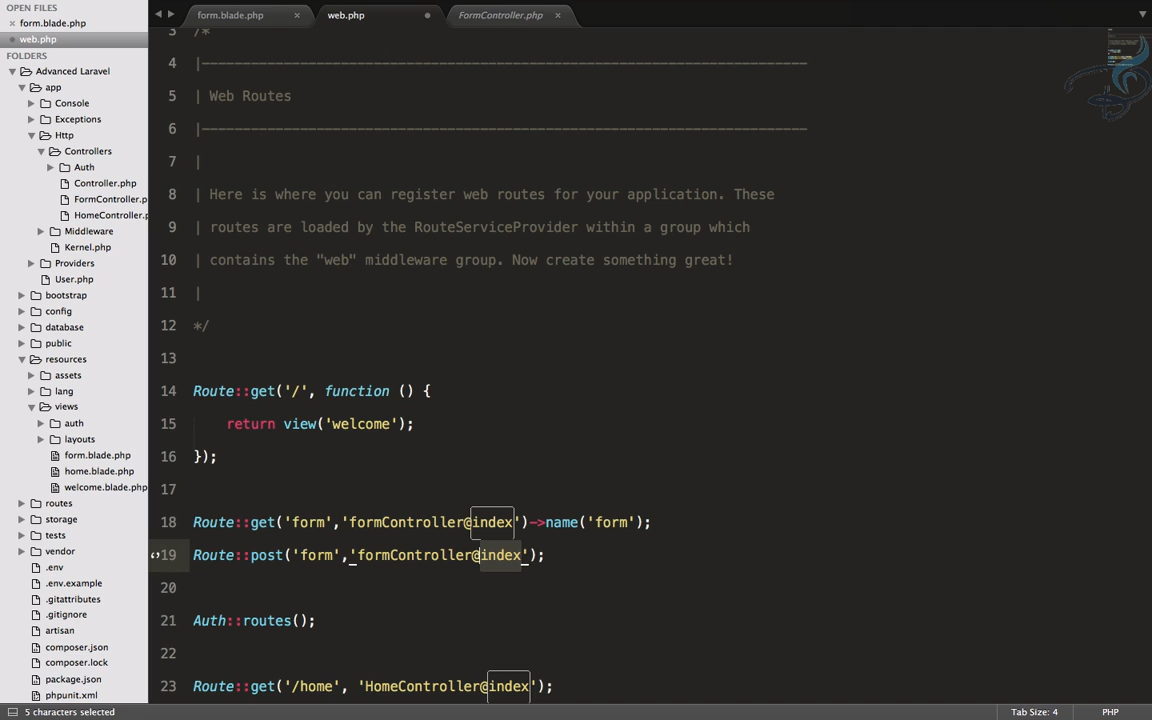 OPEN FILES
× form.blade.php
web.php
FOLDERS
Advanced Laravel
app
Console
Exceptions
Http
Controllers
Auth
Controller.php
FormController.p
HomeController.p
Middleware
Kernel.php
Providers
User.php
bootstrap
config
database
public
resources
assets
lang
views
auth
layouts
form.blade.php
home.blade.php
welcome.blade.php
routes
storage
tests
vendor
.env
.env.example
.gitattributes
.gitignore
artisan
composer.json
composer.lock
package.json
phpunit.xml
form.blade.php × web.php FormController.php ×
3 /*
4 |--------------------------------------------------------------------------
5 | Web Routes
6 |--------------------------------------------------------------------------
7 |
8 | Here is where you can register web routes for your application. These
9 | routes are loaded by the RouteServiceProvider within a group which
10 | contains the "web" middleware group. Now create something great!
11 |
12 */
13
14 Route::get('/', function () {
15 return view('welcome');
16 });
17
18 Route::get('form','formController@index')->name('form');
19 Route::post('form','formController@index');
20
21 Auth::routes();
22
23 Route::get('/home', 'HomeController@index');
5 characters selected Tab Size: 4 PHP